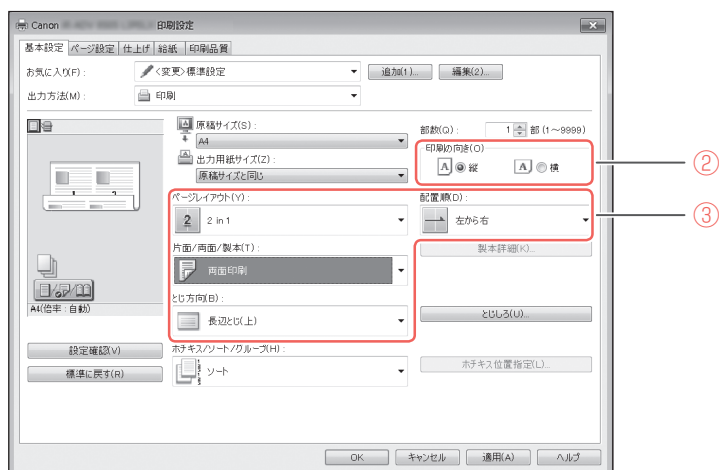 Canon 印刷設定
基本設定 ページ設定 仕上げ 給紙 印刷品質
お気に入り(F): <変更>標準設定 追加(1)... 編集(2)...
出力方法(M): 印刷
原稿サイズ(S):
A4
出力用紙サイズ(Z):
原稿サイズと同じ
部数(Q): 1 部 (1～9999)
印刷の向き(O)
A 縦 A 横
②
ページレイアウト(Y):
2 2 in 1
配置順(D):
左から右
③
片面/両面/製本(T):
両面印刷
製本詳細(K)...
とじ方向(B):
長辺とじ(上)
とじしろ(U)...
1 2
A4(倍率:自動)
設定確認(V)
標準に戻す(R)
ホチキス/ソート/グループ(H):
ソート
ホチキス位置指定(L)...
OK キャンセル 適用(A) ヘルプ